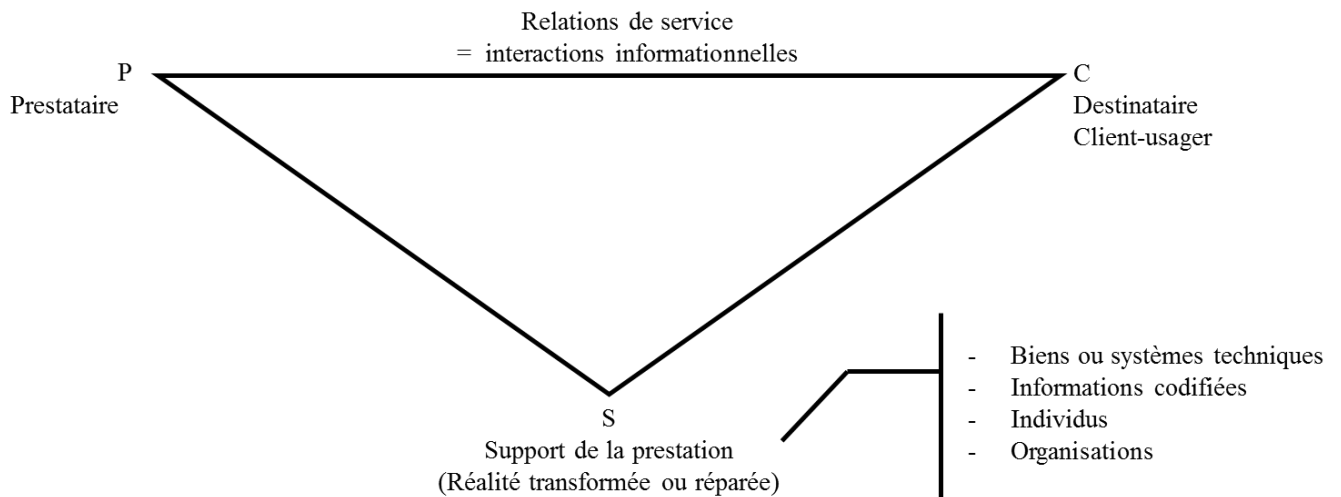 Relations de service
= interactions informationnelles
P
Prestataire
C
Destinataire
Client-usager
S
Support de la prestation
(Réalité transformée ou réparée)
- Biens ou systèmes techniques
- Informations codifiées
- Individus
- Organisations